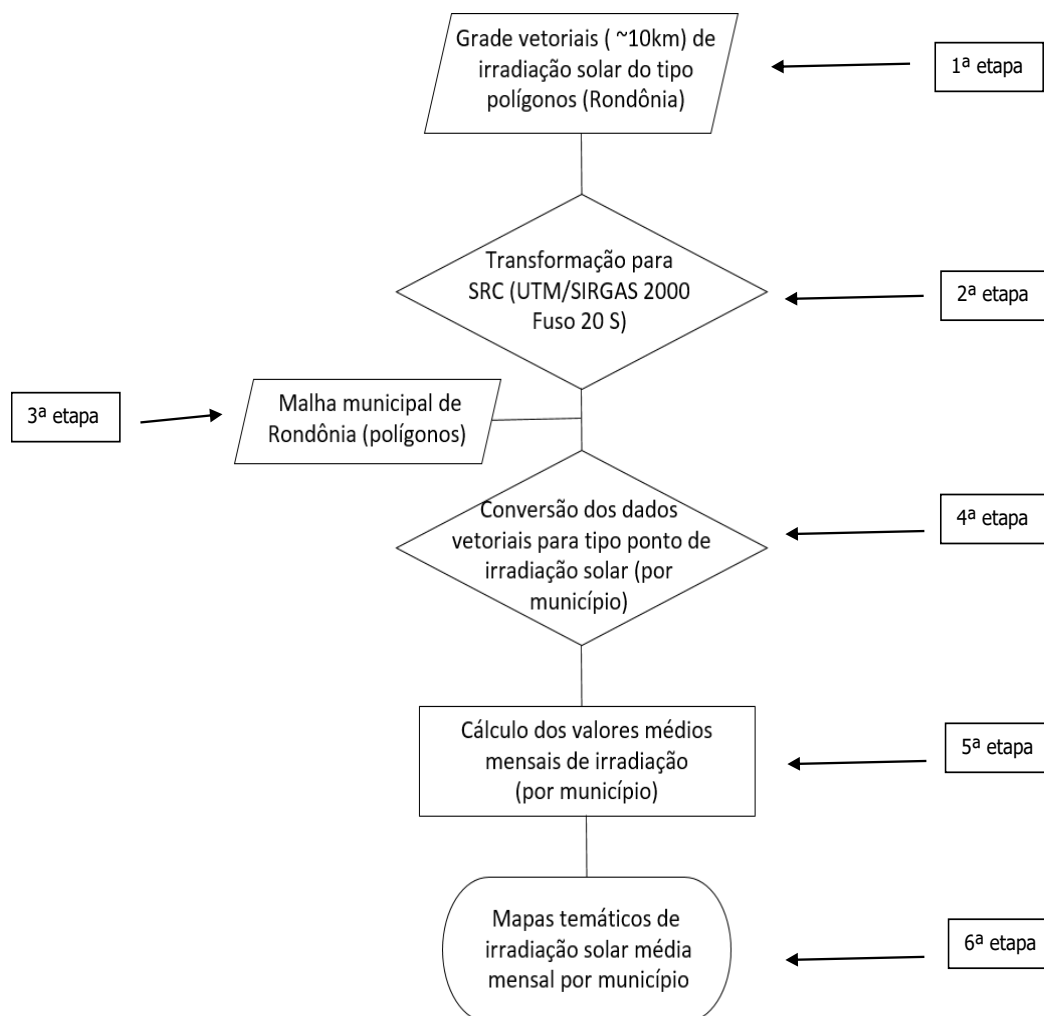 Grade vetoriais ( ~10km) de
irradiação solar do tipo
polígonos (Rondônia)
1ª etapa
Transformação para
SRC (UTM/SIRGAS 2000
Fuso 20 S)
2ª etapa
3ª etapa
Malha municipal de
Rondônia (polígonos)
Conversão dos dados
vetoriais para tipo ponto de
irradiação solar (por
município)
4ª etapa
Cálculo dos valores médios
mensais de irradiação
(por município)
5ª etapa
Mapas temáticos de
irradiação solar média
mensal por município
6ª etapa